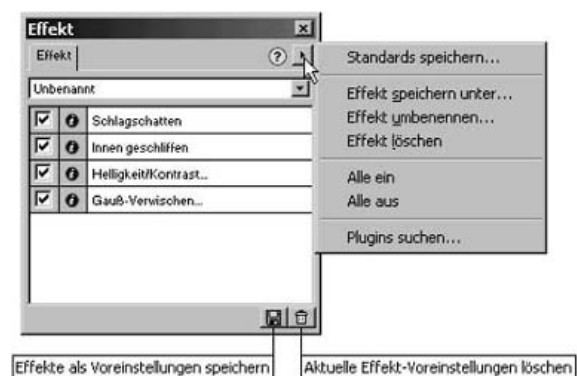 Effekt
Effekt
?
Unbenannt
Schlagschatten
Innen geschliffen
Helligkeit/Kontrast...
Gauß-Verwischen...
Standards speichern...
Effekt speichern unter...
Effekt umbenennen...
Effekt löschen
Alle ein
Alle aus
Plugins suchen...
Effekte als Voreinstellungen speichern
Aktuelle Effekt-Voreinstellungen löschen